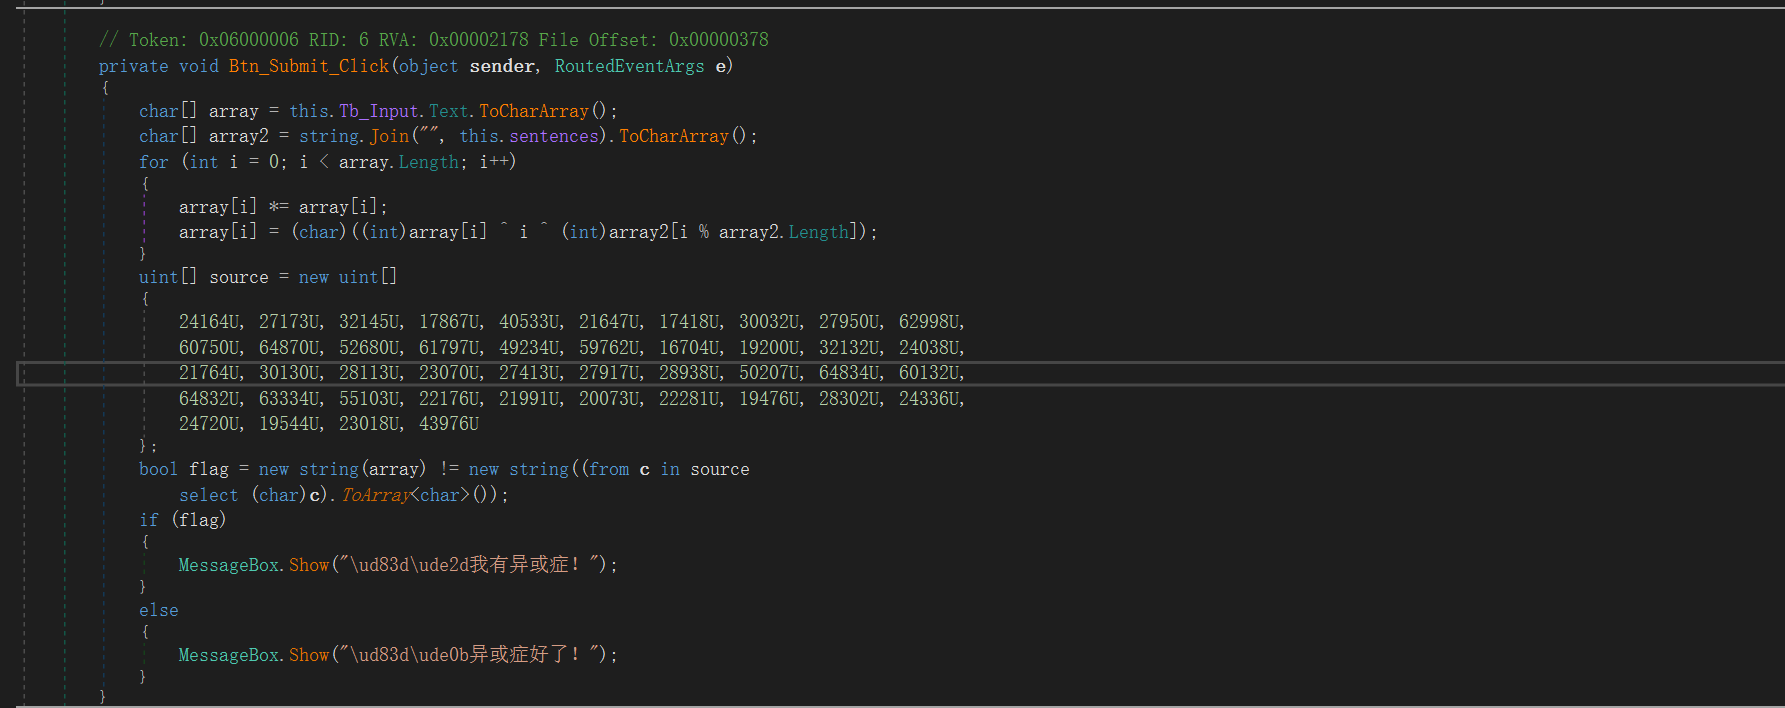 }
// Token: 0x06000006 RID: 6 RVA: 0x00002178 File Offset: 0x00000378
private void Btn_Submit_Click(object sender, RoutedEventArgs e)
{
char[] array = this.Tb_Input.Text.ToCharArray();
char[] array2 = string.Join("", this.sentences).ToCharArray();
for (int i = 0; i < array.Length; i++)
{
array[i] *= array[i];
array[i] = (char)((int)array[i] ^ i ^ (int)array2[i % array2.Length]);
}
uint[] source = new uint[]
{
24164U, 27173U, 32145U, 17867U, 40533U, 21647U, 17418U, 30032U, 27950U, 62998U,
60750U, 64870U, 52680U, 61797U, 49234U, 59762U, 16704U, 19200U, 32132U, 24038U,
21764U, 30130U, 28113U, 23070U, 27413U, 27917U, 28938U, 50207U, 64834U, 60132U,
64832U, 63334U, 55103U, 22176U, 21991U, 20073U, 22281U, 19476U, 28302U, 24336U,
24720U, 19544U, 23018U, 43976U
};
bool flag = new string(array) != new string((from c in source
select (char)c).ToArray<char>());
if (flag)
{
MessageBox.Show("\ud83d\ude2d我有异或症！");
}
else
{
MessageBox.Show("\ud83d\ude0b异或症好了！");
}
}